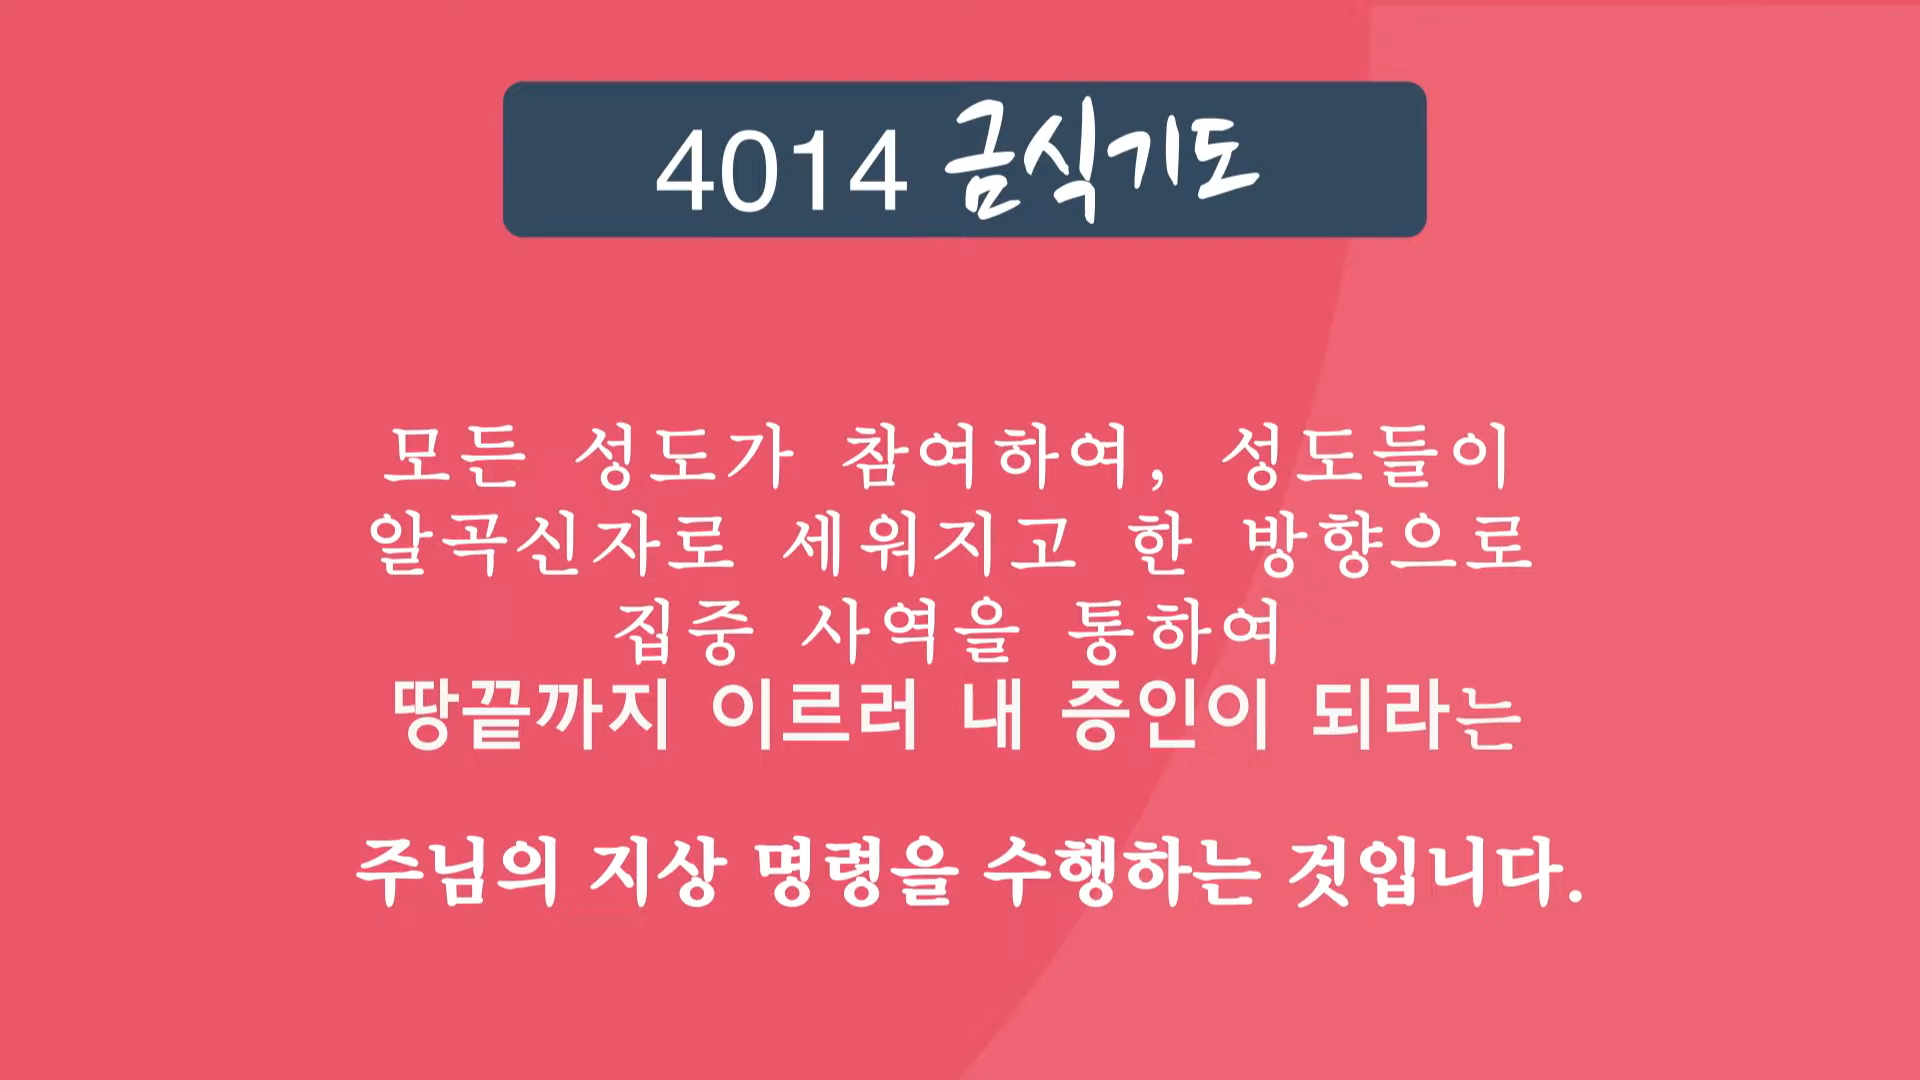 4014 금식기도
모든 성도가 참여하여, 성도들이
알곡신자로 세워지고 한 방향으로
집중 사역을 통하여
땅끝까지 이르러 내 증인이 되라는
주님의 지상 명령을 수행하는 것입니다.